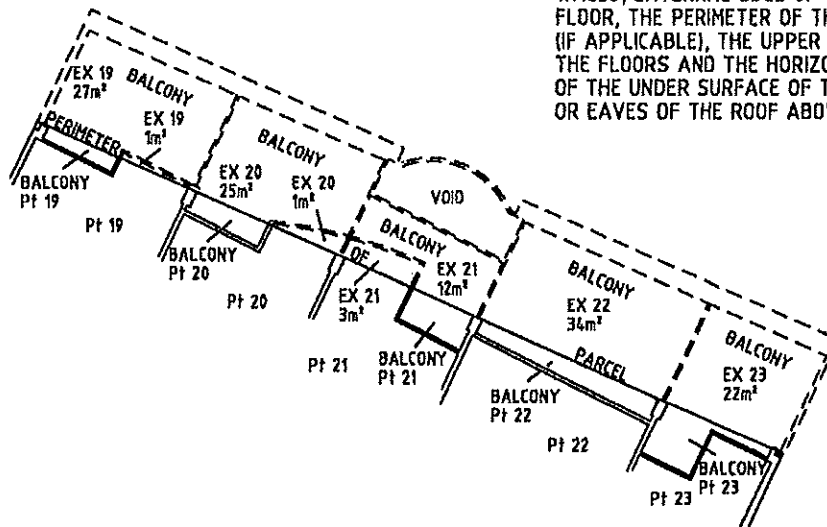 FLOOR, THE PERIMETER OF
(IF APPLICABLE), THE UPPER
THE FLOORS AND THE
OF THE UNDER SURFACE OF
OR EAVES OF THE ROOF
EX 19
27m²
BALCONY
EX 19
1m²
PERIMETER
BALCONY
Pt 19
Pt 19
BALCONY
EX 20
25m²
EX 20
1m²
BALCONY
Pt 20
Pt 20
VOID
BALCONY
OF
EX 21
12m²
EX 21
3m²
Pt 21
BALCONY
Pt 21
BALCONY
EX 22
34m²
PARCEL
BALCONY
Pt 22
Pt 22
BALCONY
EX 23
22m²
BALCONY
Pt 23
Pt 23